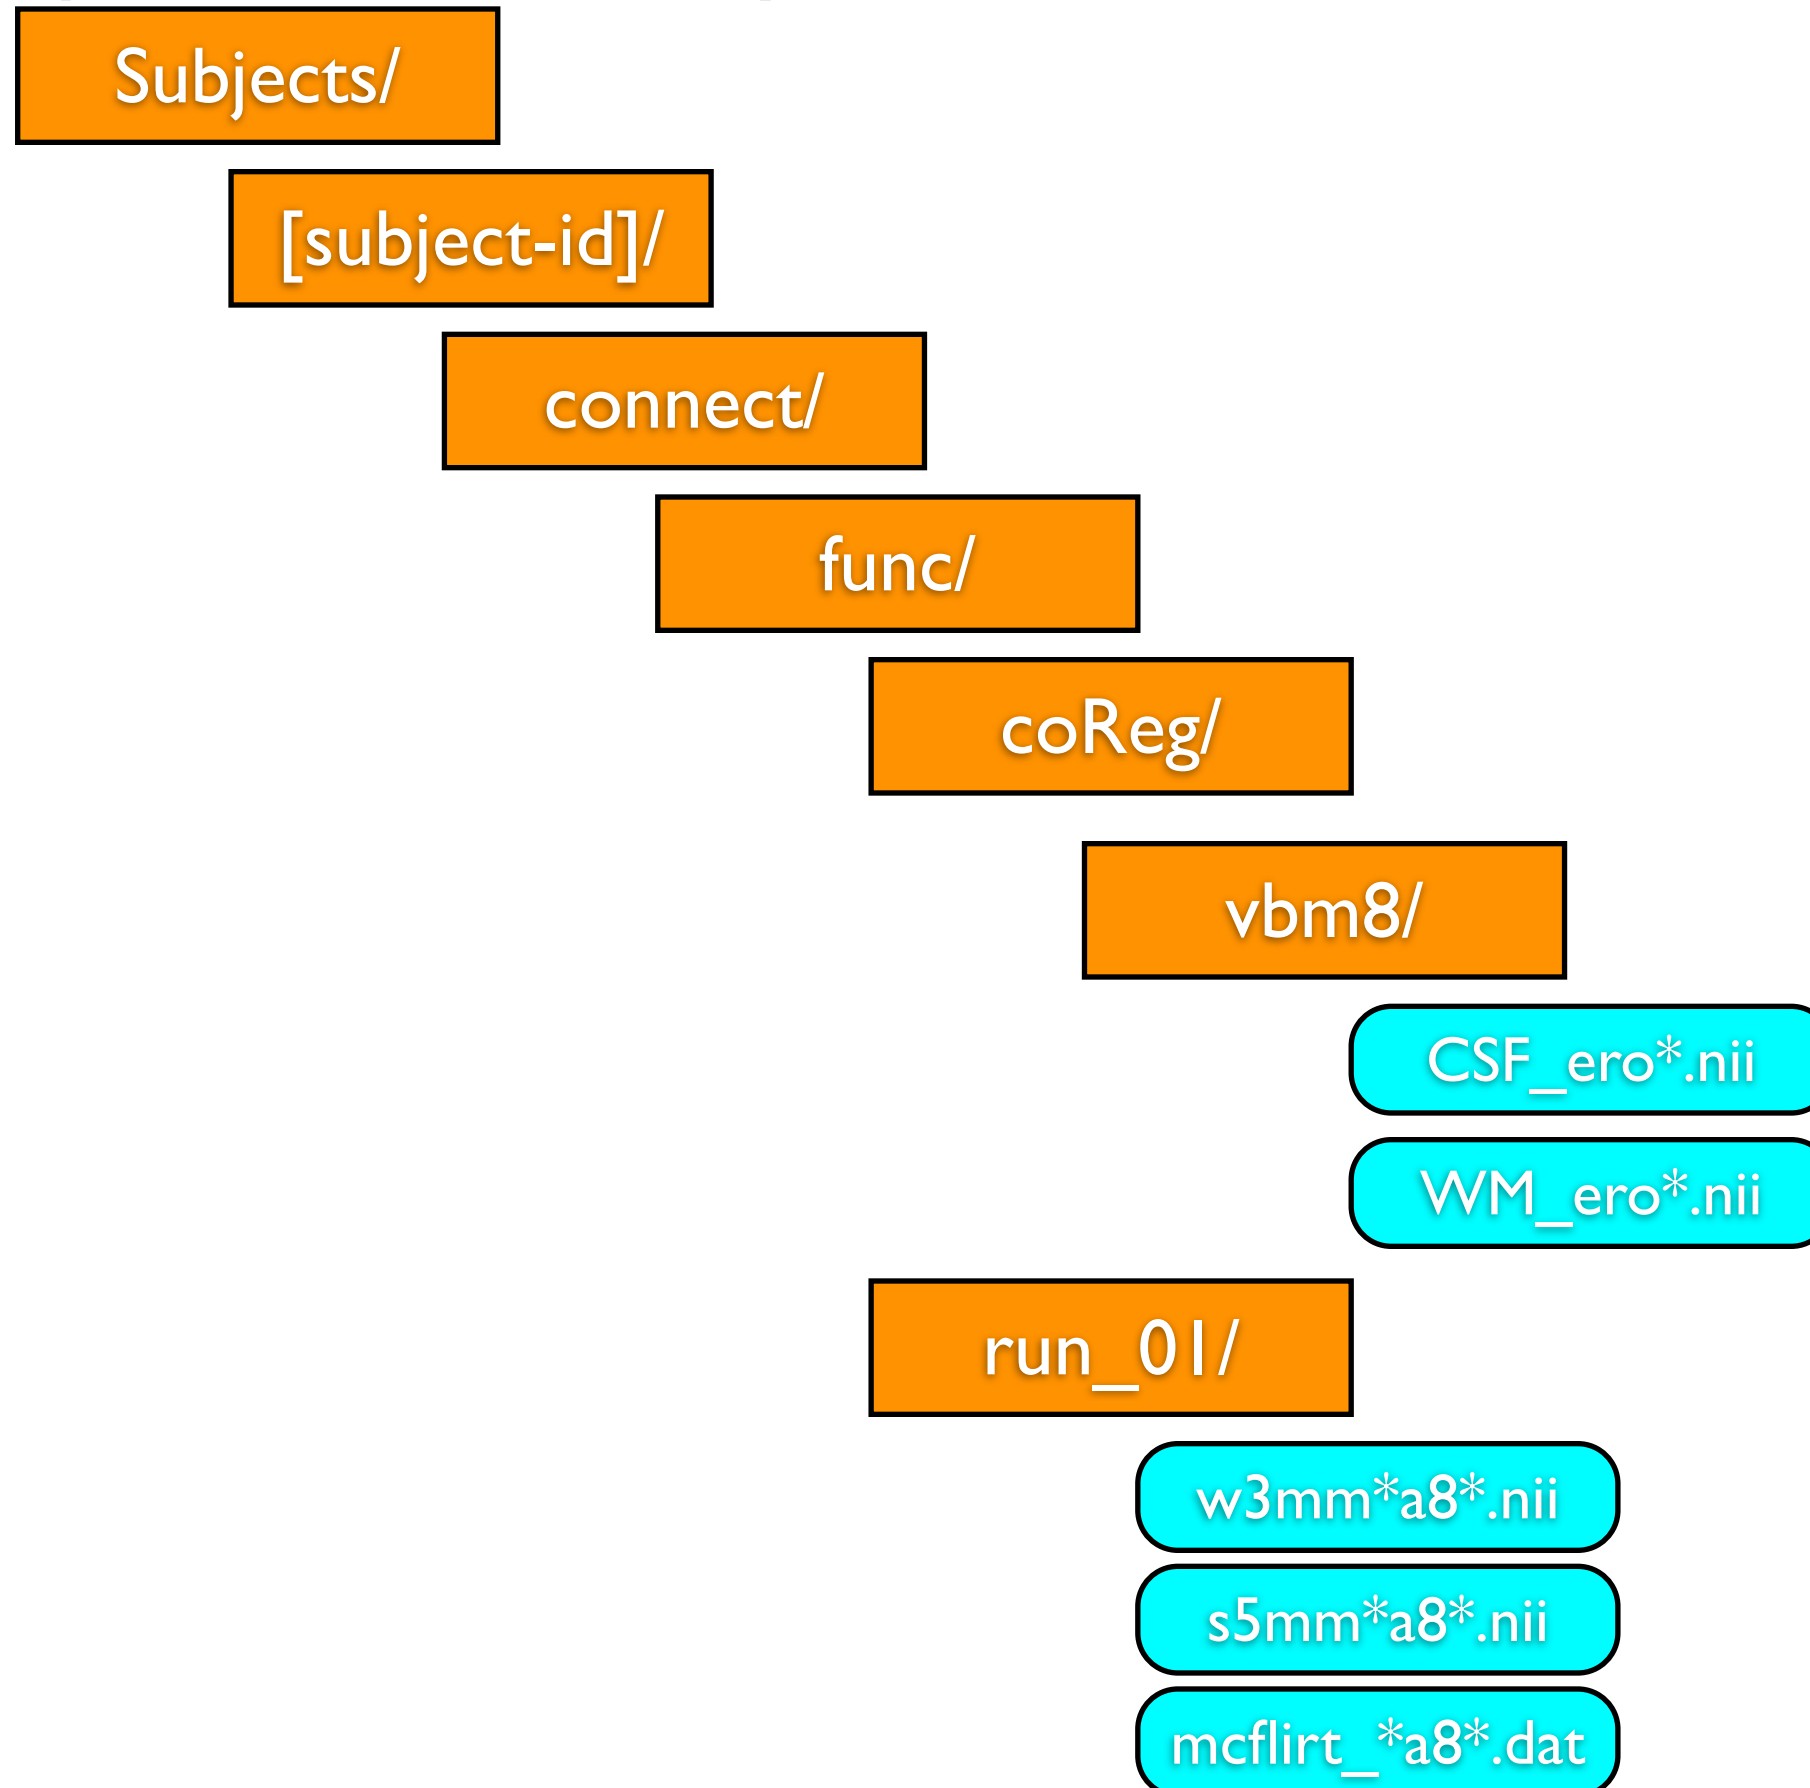 Subjects/
[subject-id]/
connect/
func/
coReg/
vbm8/
CSF_ero*.nii
WM_ero*.nii
run_01/
w3mm*a8*.nii
s5mm*a8*.nii
mcflirt_*a8*.dat